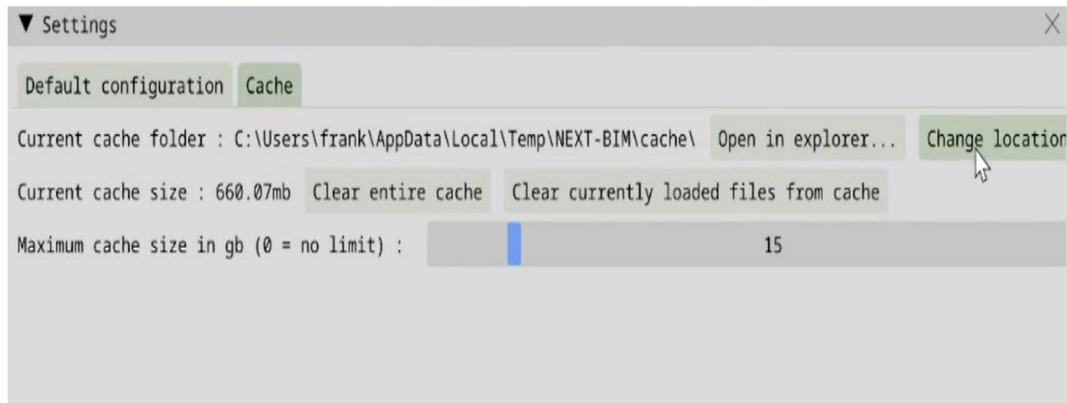 ▼ Settings X
Default configuration Cache
Current cache folder : C:\Users\frank\AppData\Local\Temp\NEXT-BIM\cache\ Open in explorer... Change location
Current cache size : 660.07mb Clear entire cache Clear currently loaded files from cache
Maximum cache size in gb (0 = no limit) : 15